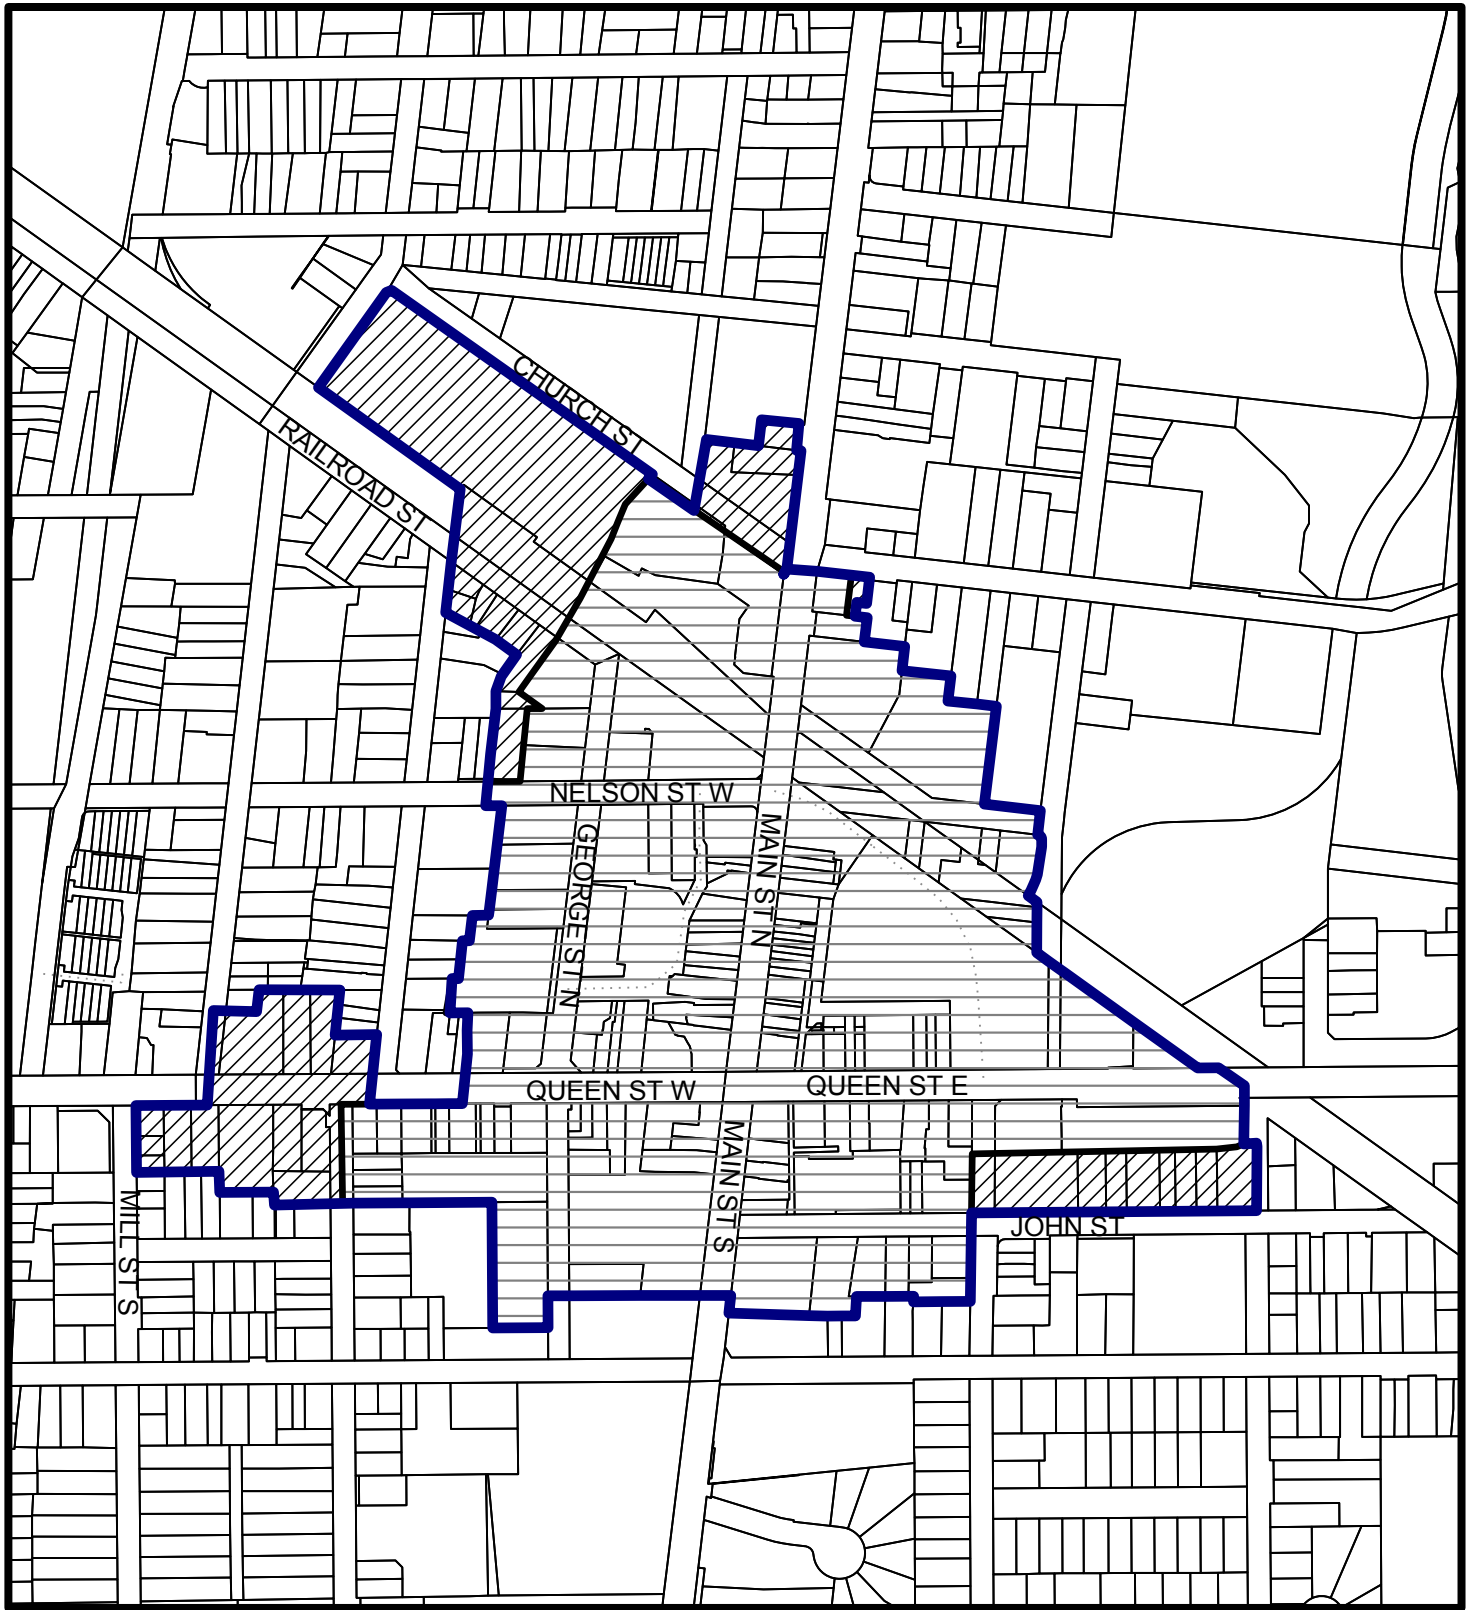 CHURCH ST
RAILROAD ST
NELSON ST W
MAIN ST N
GEORGE ST N
QUEEN ST W
QUEEN ST E
MAIN ST S
MILL ST S
JOHN ST